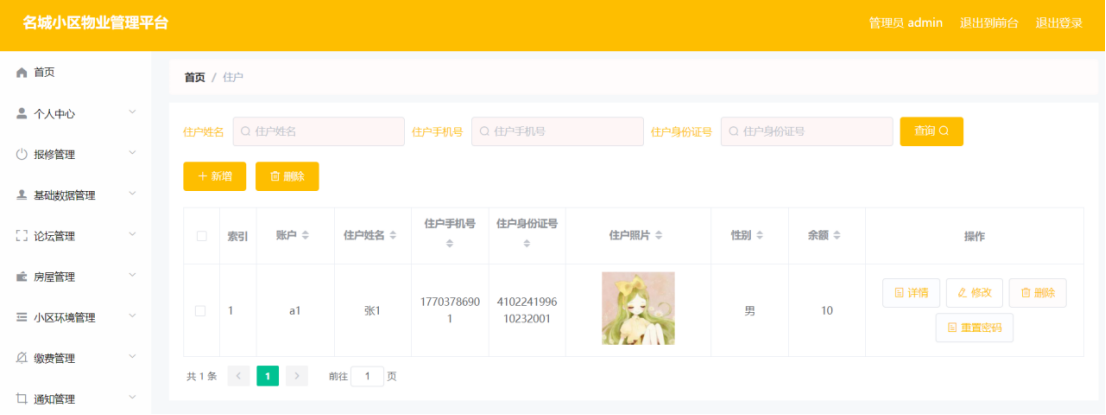 名城小区物业管理平台
管理员 admin 退出到前台 退出登录
首页
个人中心
报修管理
基础数据管理
论坛管理
房屋管理
小区环境管理
缴费管理
通知管理
首页 / 住户
住户姓名 住户姓名 住户手机号 住户手机号 住户身份证号 住户身份证号 查询
+ 新增 删除
索引 账户 住户姓名 住户手机号 住户身份证号 住户照片 性别 余额 操作
1 a1 张1 1770378690 4102241996 男 10 详情 修改 删除
1 10232001 重置密码
共 1 条 < 1 > 前往 1 页